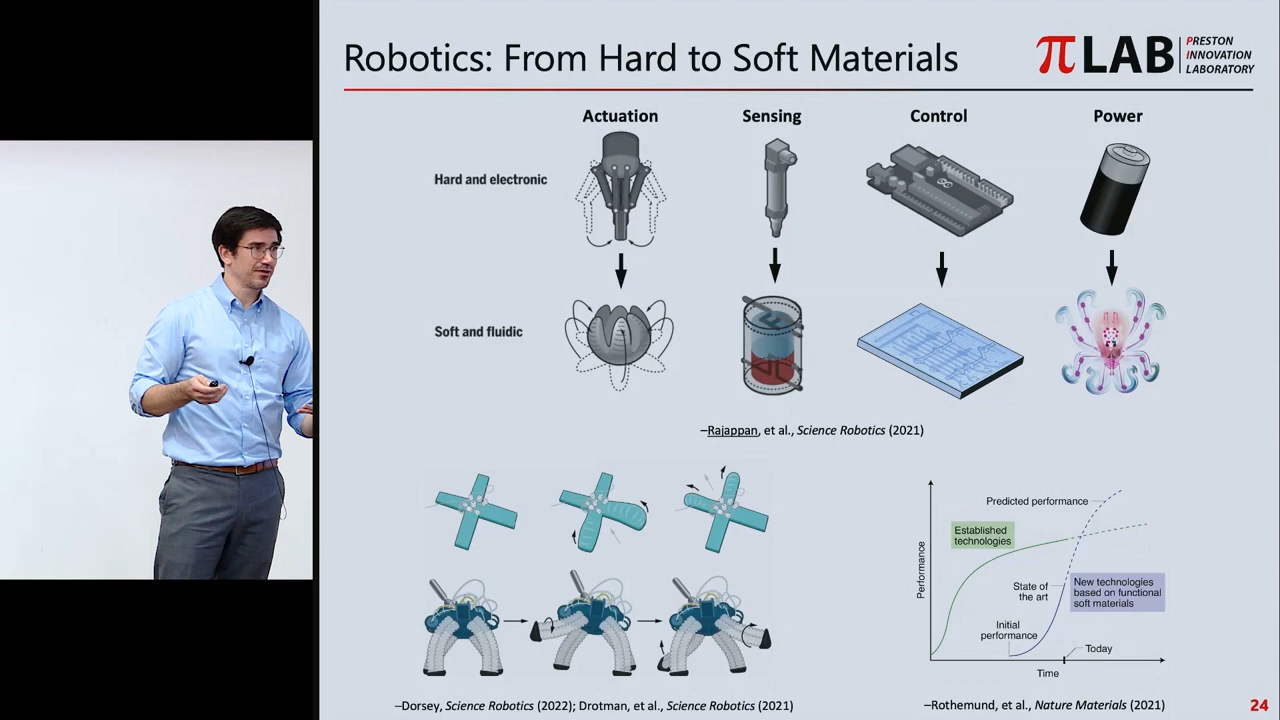 Robotics: From Hard to Soft Materials
π LAB
PRESTON
INNOVATION
LABORATORY
Actuation
Sensing
Control
Power
Hard and electronic
Soft and fluidic
–Rajappan, et al., Science Robotics (2021)
Predicted performance
Established
technologies
Performance
State of
the art
New technologies
based on functional
soft materials
Initial
performance
Today
Time
–Dorsey, Science Robotics (2022); Drotman, et al., Science Robotics (2021)
–Rothemund, et al., Nature Materials (2021)
24